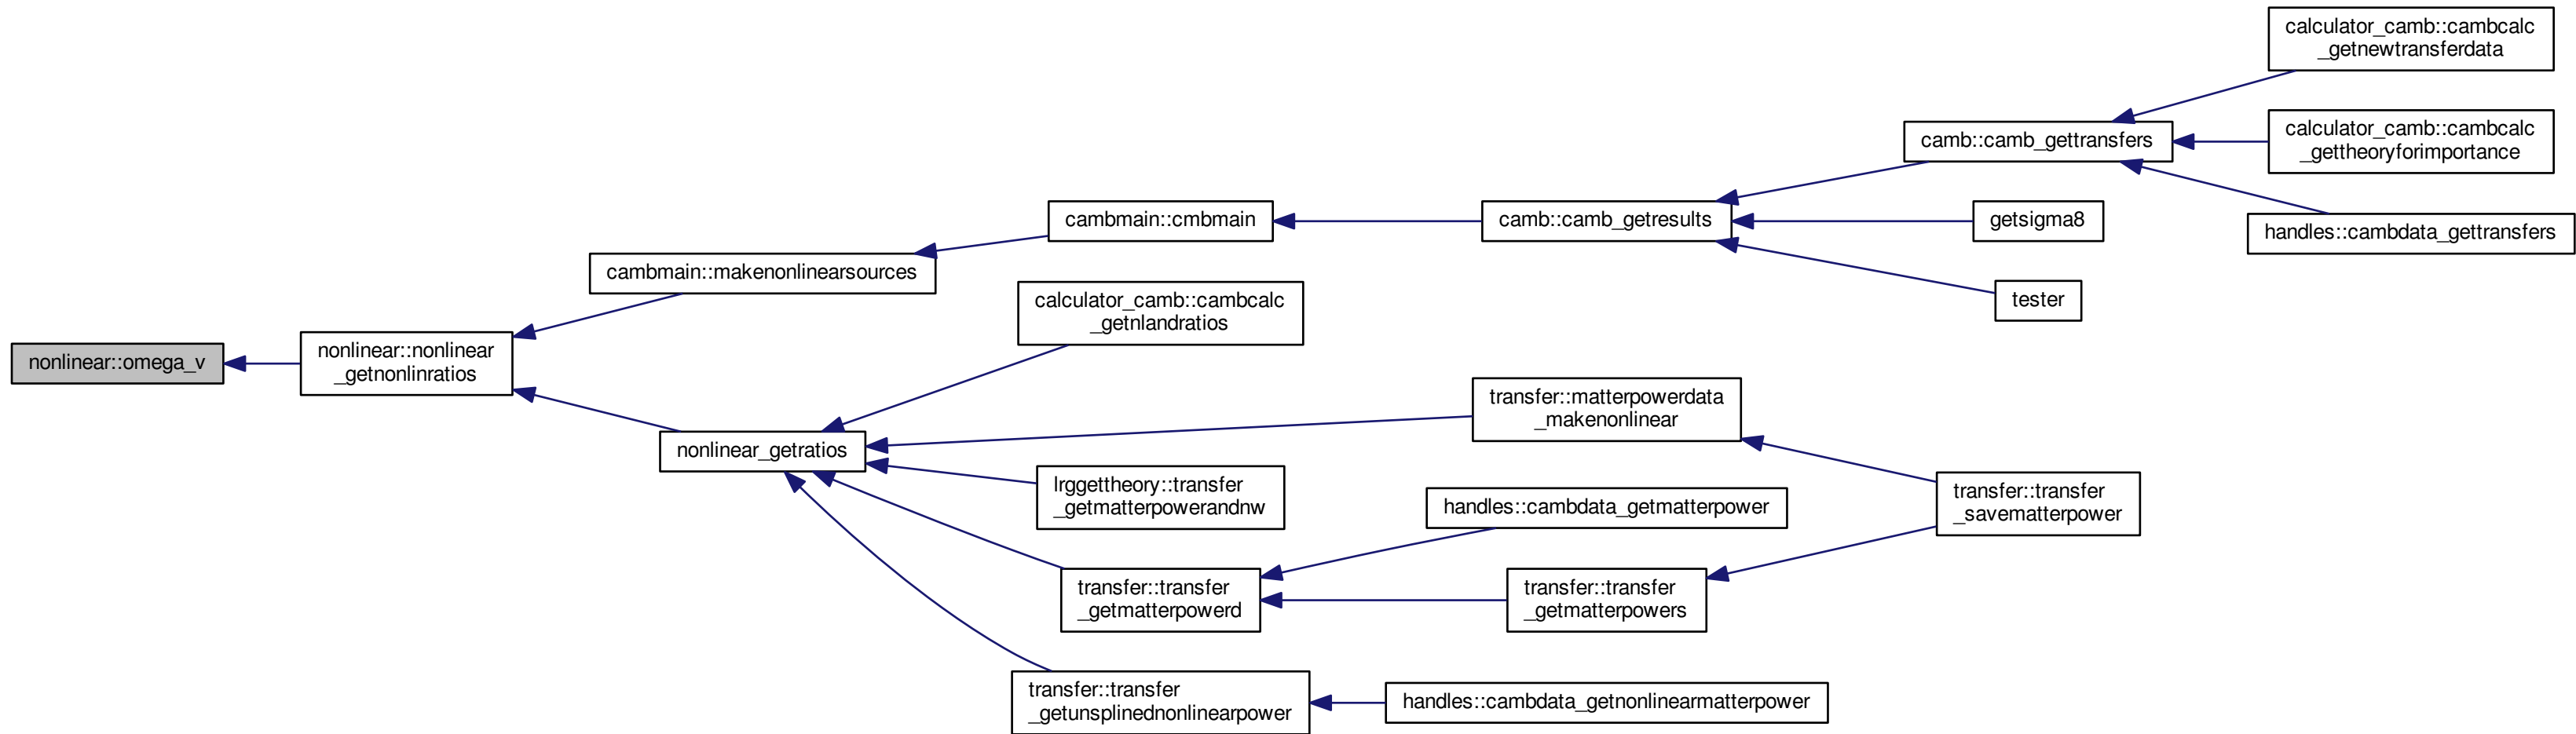 calculator_camb::cambcalc
_getnewtransferdata
calculator_camb::cambcalc
_gettheoryforimportance
camb::camb_gettransfers
handles::cambdata_gettransfers
cambmain::cmbmain
camb::camb_getresults
getsigma8
cambmain::makenonlinearsources
tester
calculator_camb::cambcalc
_getnlandratios
nonlinear::omega_v
nonlinear::nonlinear
_getnonlinratios
transfer::matterpowerdata
_makenonlinear
nonlinear_getratios
lrggettheory::transfer
_getmatterpowerandnw
handles::cambdata_getmatterpower
transfer::transfer
_savematterpower
transfer::transfer
_getmatterpowerd
transfer::transfer
_getmatterpowers
transfer::transfer
_getunsplinednonlinearpower
handles::cambdata_getnonlinearmatterpower